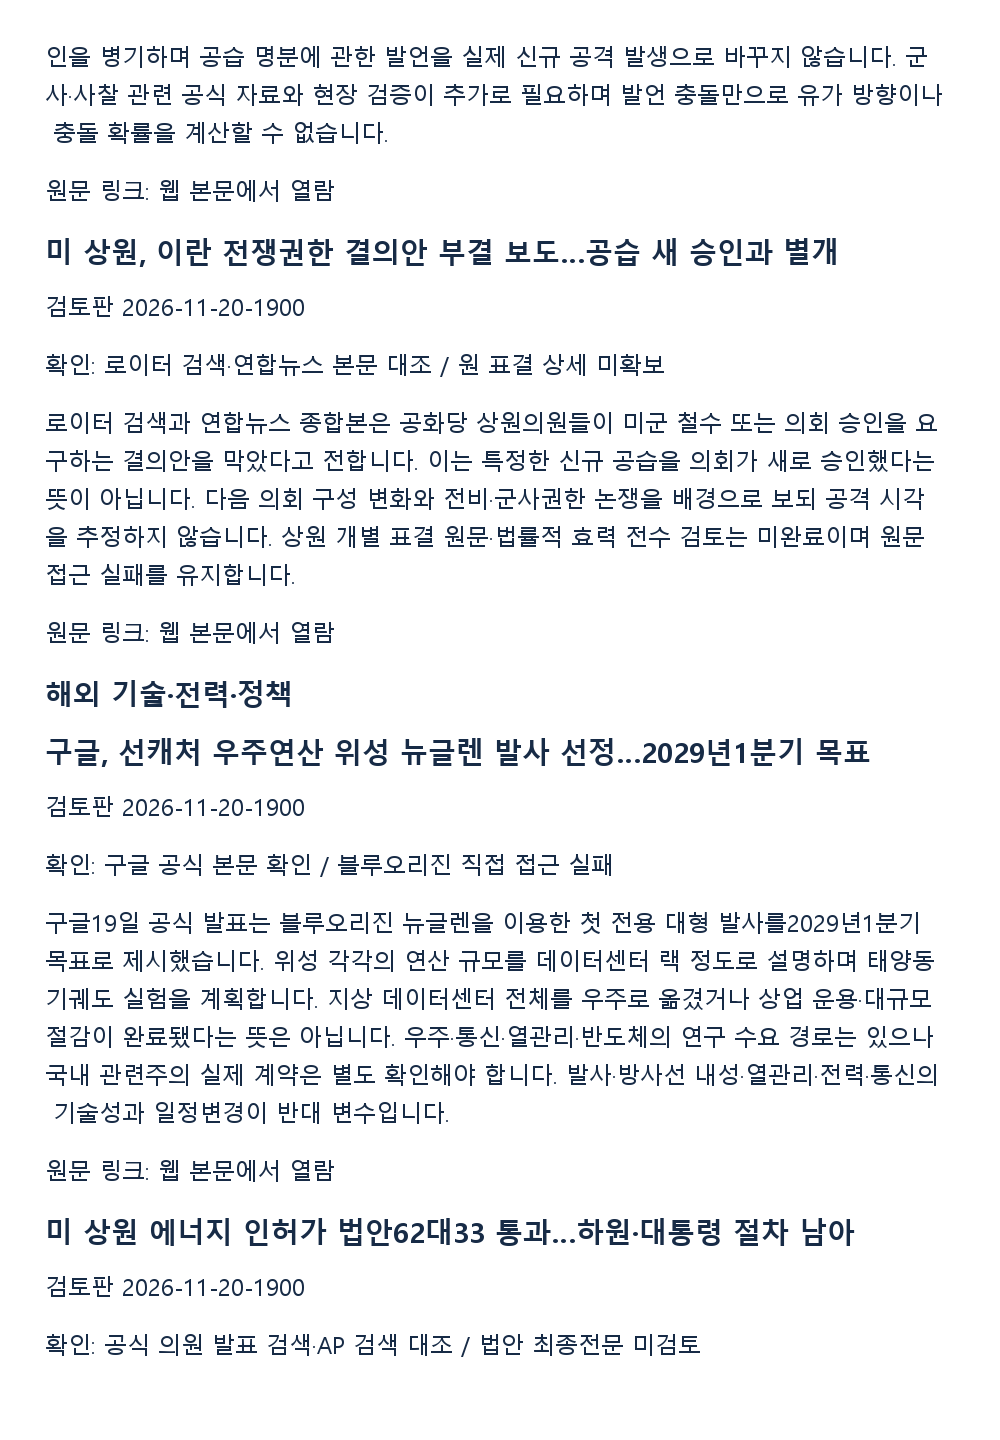 인을 병기하며 공습 명분에 관한 발언을 실제 신규 공격 발생으로 바꾸지 않습니다. 군
사·사찰 관련 공식 자료와 현장 검증이 추가로 필요하며 발언 충돌만으로 유가 방향이나
충돌 확률을 계산할 수 없습니다.
원문 링크: 웹 본문에서 열람
미 상원, 이란 전쟁권한 결의안 부결 보도...공습 새 승인과 별개
검토판 2026-11-20-1900
확인: 로이터 검색·연합뉴스 본문 대조 / 원 표결 상세 미확보
로이터 검색과 연합뉴스 종합본은 공화당 상원의원들이 미군 철수 또는 의회 승인을 요
구하는 결의안을 막았다고 전합니다. 이는 특정한 신규 공습을 의회가 새로 승인했다는
뜻이 아닙니다. 다음 의회 구성 변화와 전비·군사권한 논쟁을 배경으로 보되 공격 시각
을 추정하지 않습니다. 상원 개별 표결 원문·법률적 효력 전수 검토는 미완료이며 원문
접근 실패를 유지합니다.
원문 링크: 웹 본문에서 열람
해외 기술·전력·정책
구글, 선캐처 우주연산 위성 뉴글렌 발사 선정...2029년1분기 목표
검토판 2026-11-20-1900
확인: 구글 공식 본문 확인 / 블루오리진 직접 접근 실패
구글19일 공식 발표는 블루오리진 뉴글렌을 이용한 첫 전용 대형 발사를2029년1분기
목표로 제시했습니다. 위성 각각의 연산 규모를 데이터센터 랙 정도로 설명하며 태양동
기궤도 실험을 계획합니다. 지상 데이터센터 전체를 우주로 옮겼거나 상업 운용·대규모
절감이 완료됐다는 뜻은 아닙니다. 우주·통신·열관리·반도체의 연구 수요 경로는 있으나
국내 관련주의 실제 계약은 별도 확인해야 합니다. 발사·방사선 내성·열관리·전력·통신의
기술성과 일정변경이 반대 변수입니다.
원문 링크: 웹 본문에서 열람
미 상원 에너지 인허가 법안62대33 통과...하원·대통령 절차 남아
검토판 2026-11-20-1900
확인: 공식 의원 발표 검색·AP 검색 대조 / 법안 최종전문 미검토